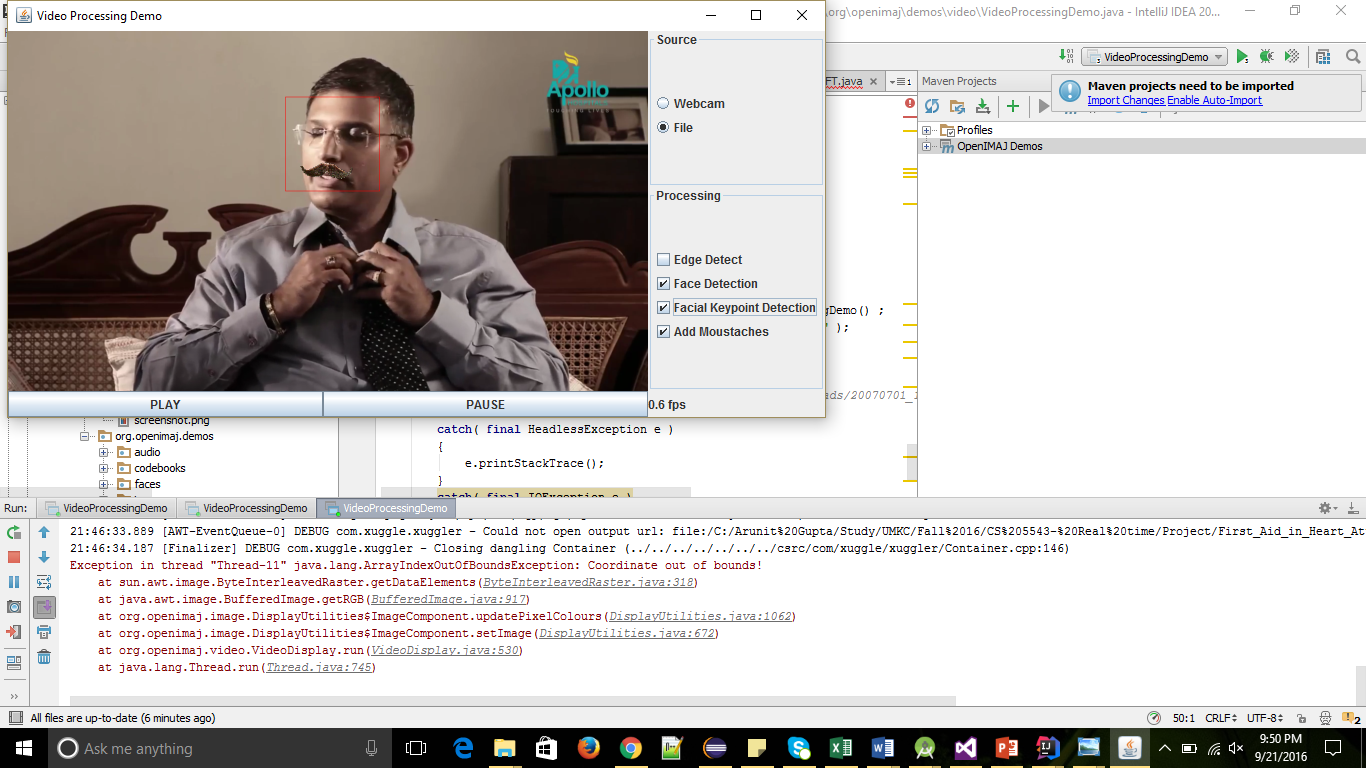 Video Processing Demo
\org\openimaj\demos\video\VideoProcessingDemo.java - IntelliJ IDEA 20...
Apollo
Source
Webcam
File
Processing
Edge Detect
Face Detection
Facial Keypoint Detection
Add Moustaches
PLAY
PAUSE
0.6 fps
VideoProcessingDemo
FT.java
Maven Projects
Maven projects need to be imported
Import Changes Enable Auto-Import
Profiles
OpenIMAJ Demos
gDemo() ;
" );
ads/20070701_1
screenshot.png
org.openimaj.demos
audio
codebooks
faces
catch( final HeadlessException e )
{
e.printStackTrace();
}
catch( final IOException e )
Run: VideoProcessingDemo VideoProcessingDemo VideoProcessingDemo
21:46:33.889 [AWT-EventQueue-0] DEBUG com.xuggle.xuggler - Could not open output url: file:/C:/Arunit%20Gupta/Study/UMKC/Fall%2016/CS%205543-%20Real%20time/Project/First_Aid_in_Heart_At
21:46:34.187 [Finalizer] DEBUG com.xuggle.xuggler - Closing dangling Container (../../../../../../../csrc/com/xuggle/xuggler/Container.cpp:146)
Exception in thread "Thread-11" java.lang.ArrayIndexOutOfBoundsException: Coordinate out of bounds!
at sun.awt.image.ByteInterleavedRaster.getDataElements(ByteInterleavedRaster.java:318)
at java.awt.image.BufferedImage.getRGB(BufferedImage.java:917)
at org.openimaj.image.DisplayUtilities$ImageComponent.updatePixelColours(DisplayUtilities.java:1062)
at org.openimaj.image.DisplayUtilities$ImageComponent.setImage(DisplayUtilities.java:672)
at org.openimaj.video.VideoDisplay.run(VideoDisplay.java:530)
at java.lang.Thread.run(Thread.java:745)
All files are up-to-date (6 minutes ago)
50:1 CRLF UTF-8 2
Ask me anything
9:50 PM
9/21/2016